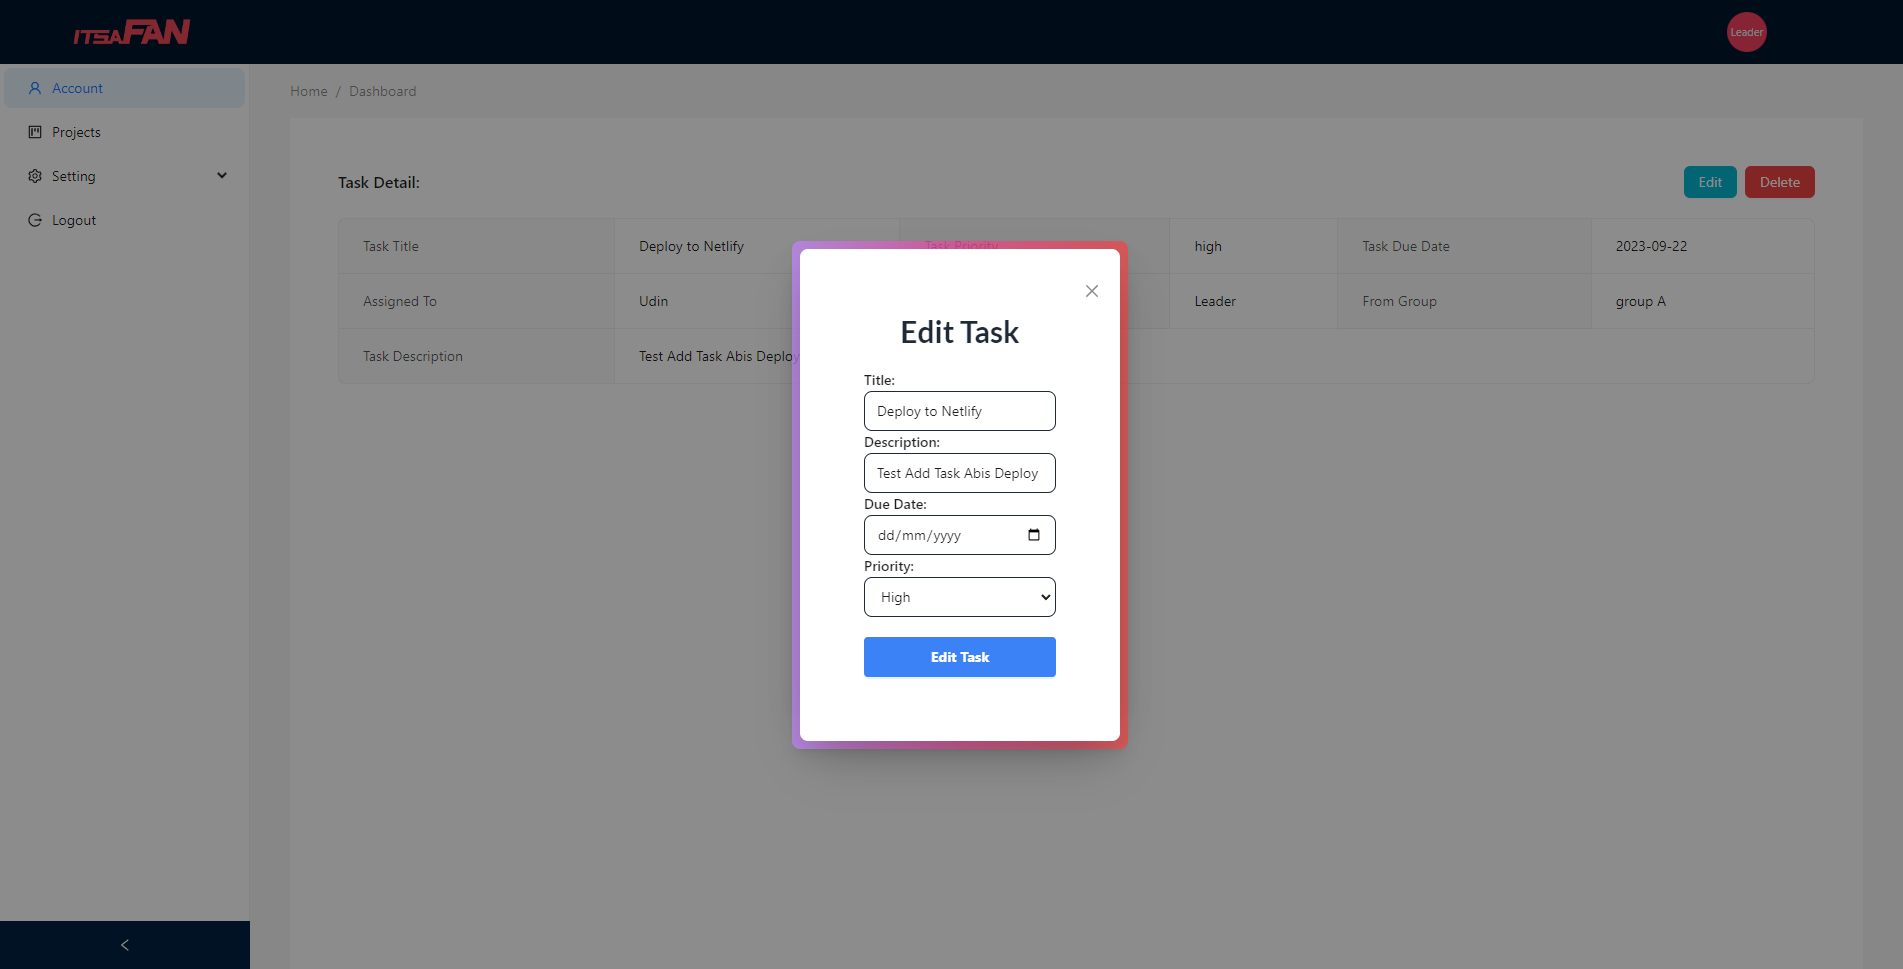 ITSAFAN
Leader
Account
Projects
Setting
Logout
Home / Dashboard
Task Detail:
Edit Delete
Task Title Deploy to Netlify Task Priority high Task Due Date 2023-09-22
Assigned To Udin Leader From Group group A
Task Description Test Add Task Abis Deploy
Edit Task
Title:
Deploy to Netlify
Description:
Test Add Task Abis Deploy
Due Date:
dd/mm/yyyy
Priority:
High
Edit Task